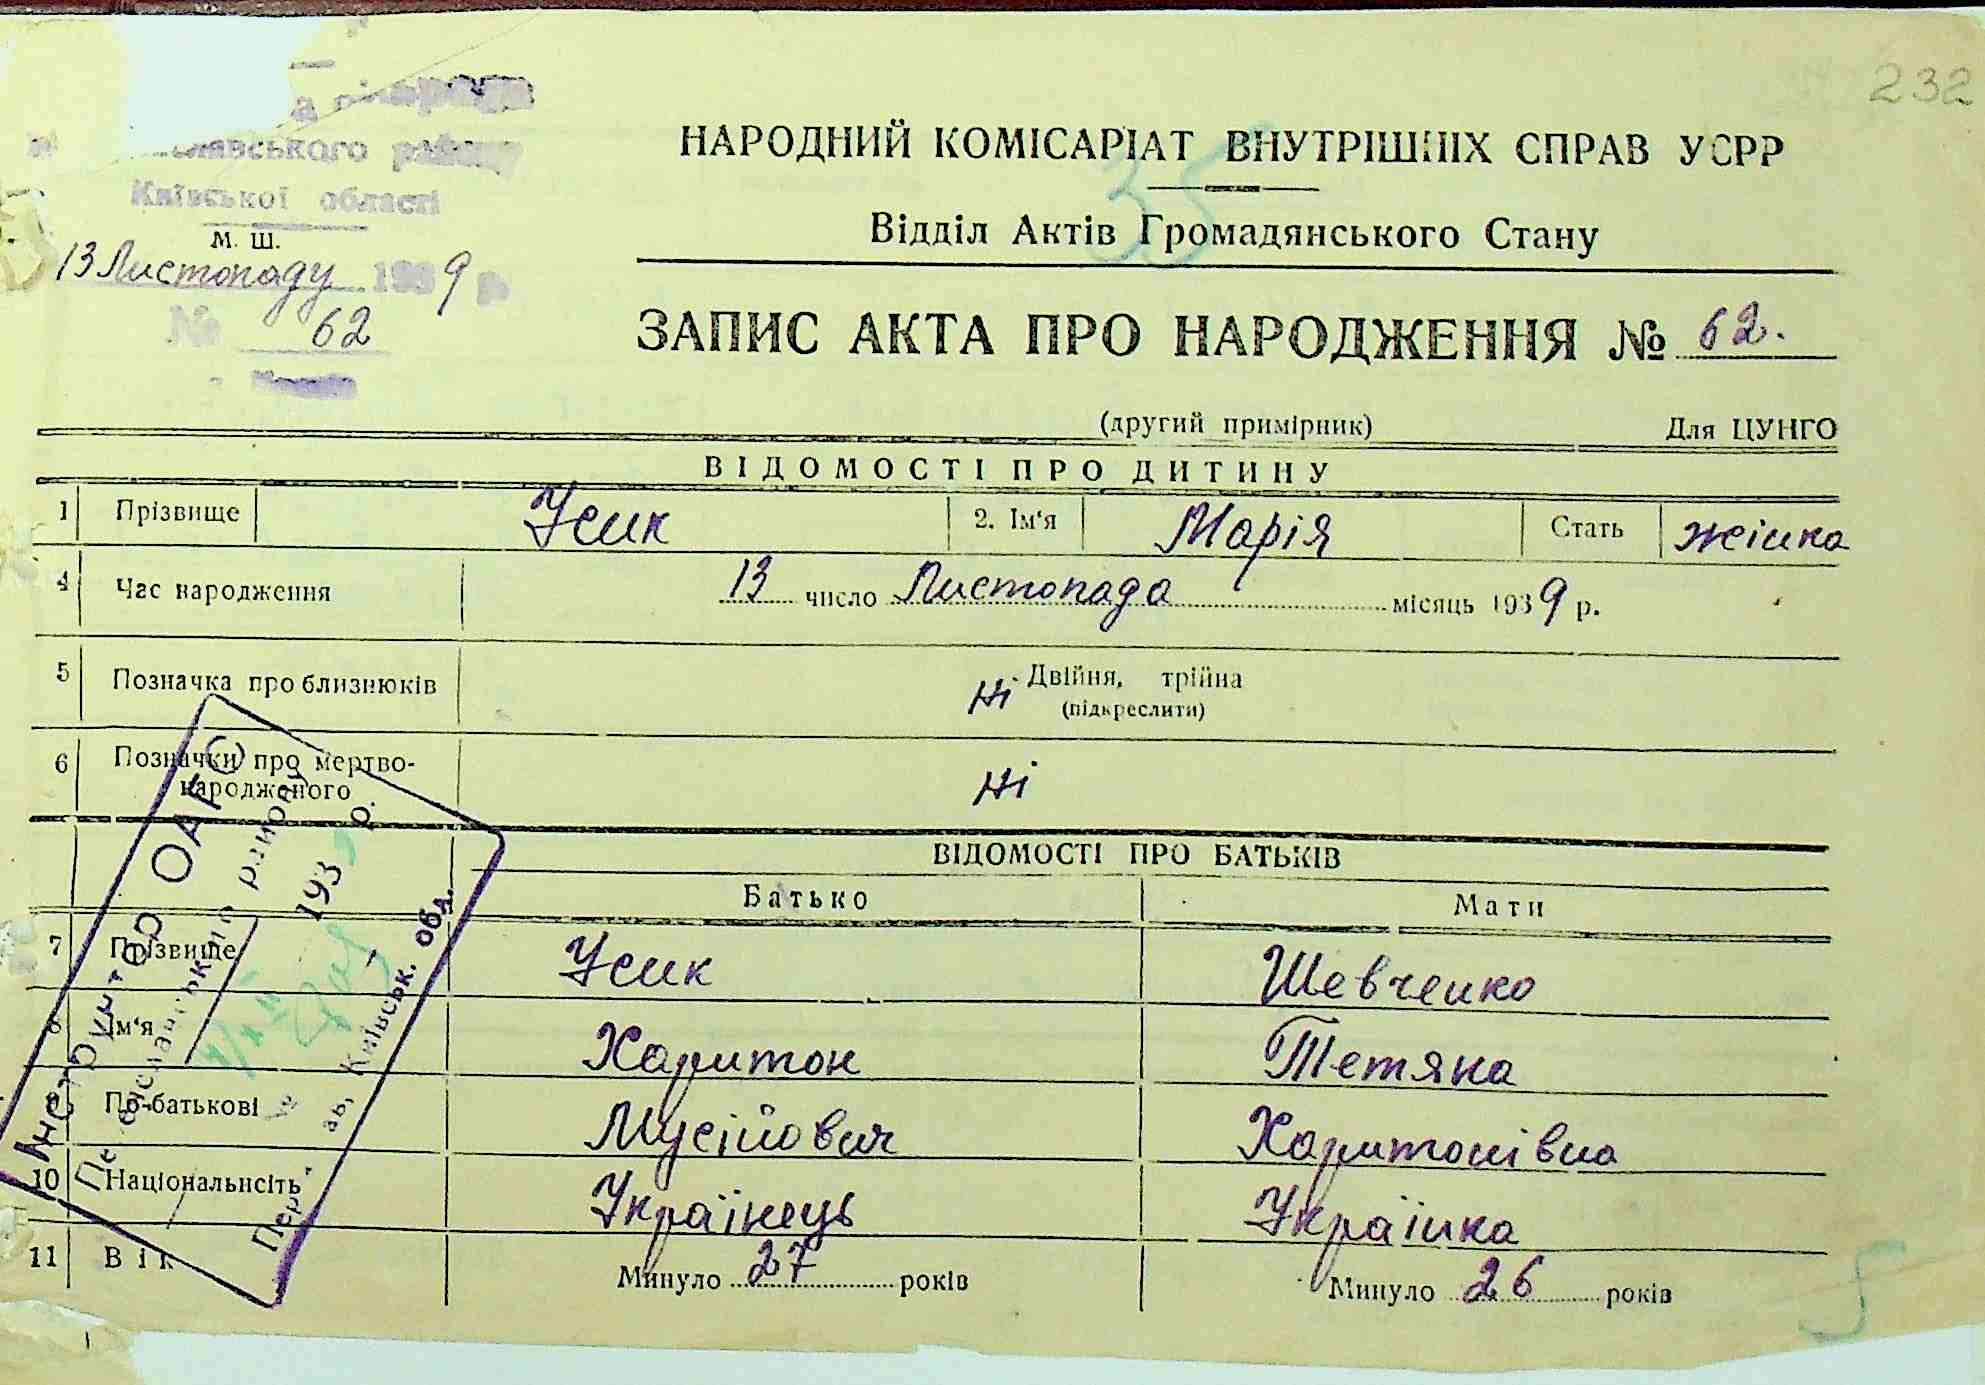 232
району
Київської області
М. Ш.
13 Листопаду 1939 р.
№ 62
35
НАРОДНИЙ КОМІСАРІАТ ВНУТРІШНІХ СПРАВ УСРР
Відділ Актів Громадянського Стану
ЗАПИС АКТА ПРО НАРОДЖЕННЯ № 62.
(другий примірник) Для ЦУНГО
ВІДОМОСТІ ПРО ДИТИНУ
1 Прізвище Усик 2. Ім'я Марія Стать жінка
4 Час народження 13 число Листопада місяць 1939 р.
5 Позначка про близнюків ні Двійня, трійна
(підкреслити)
6 Позначки про мертво-
народженого ні
ВІДОМОСТІ ПРО БАТЬКІВ
Батько Мати
7 Прізвище Усик Шевченко
8 Ім'я Харитон Тетяна
9 По-батькові Мусійович Харитонівна
10 Національність Українець Українка
11 Вік Минуло 27 років Минуло 26 років
Інструктор ОАГС
району
193 р.
Київськ. обл.
5